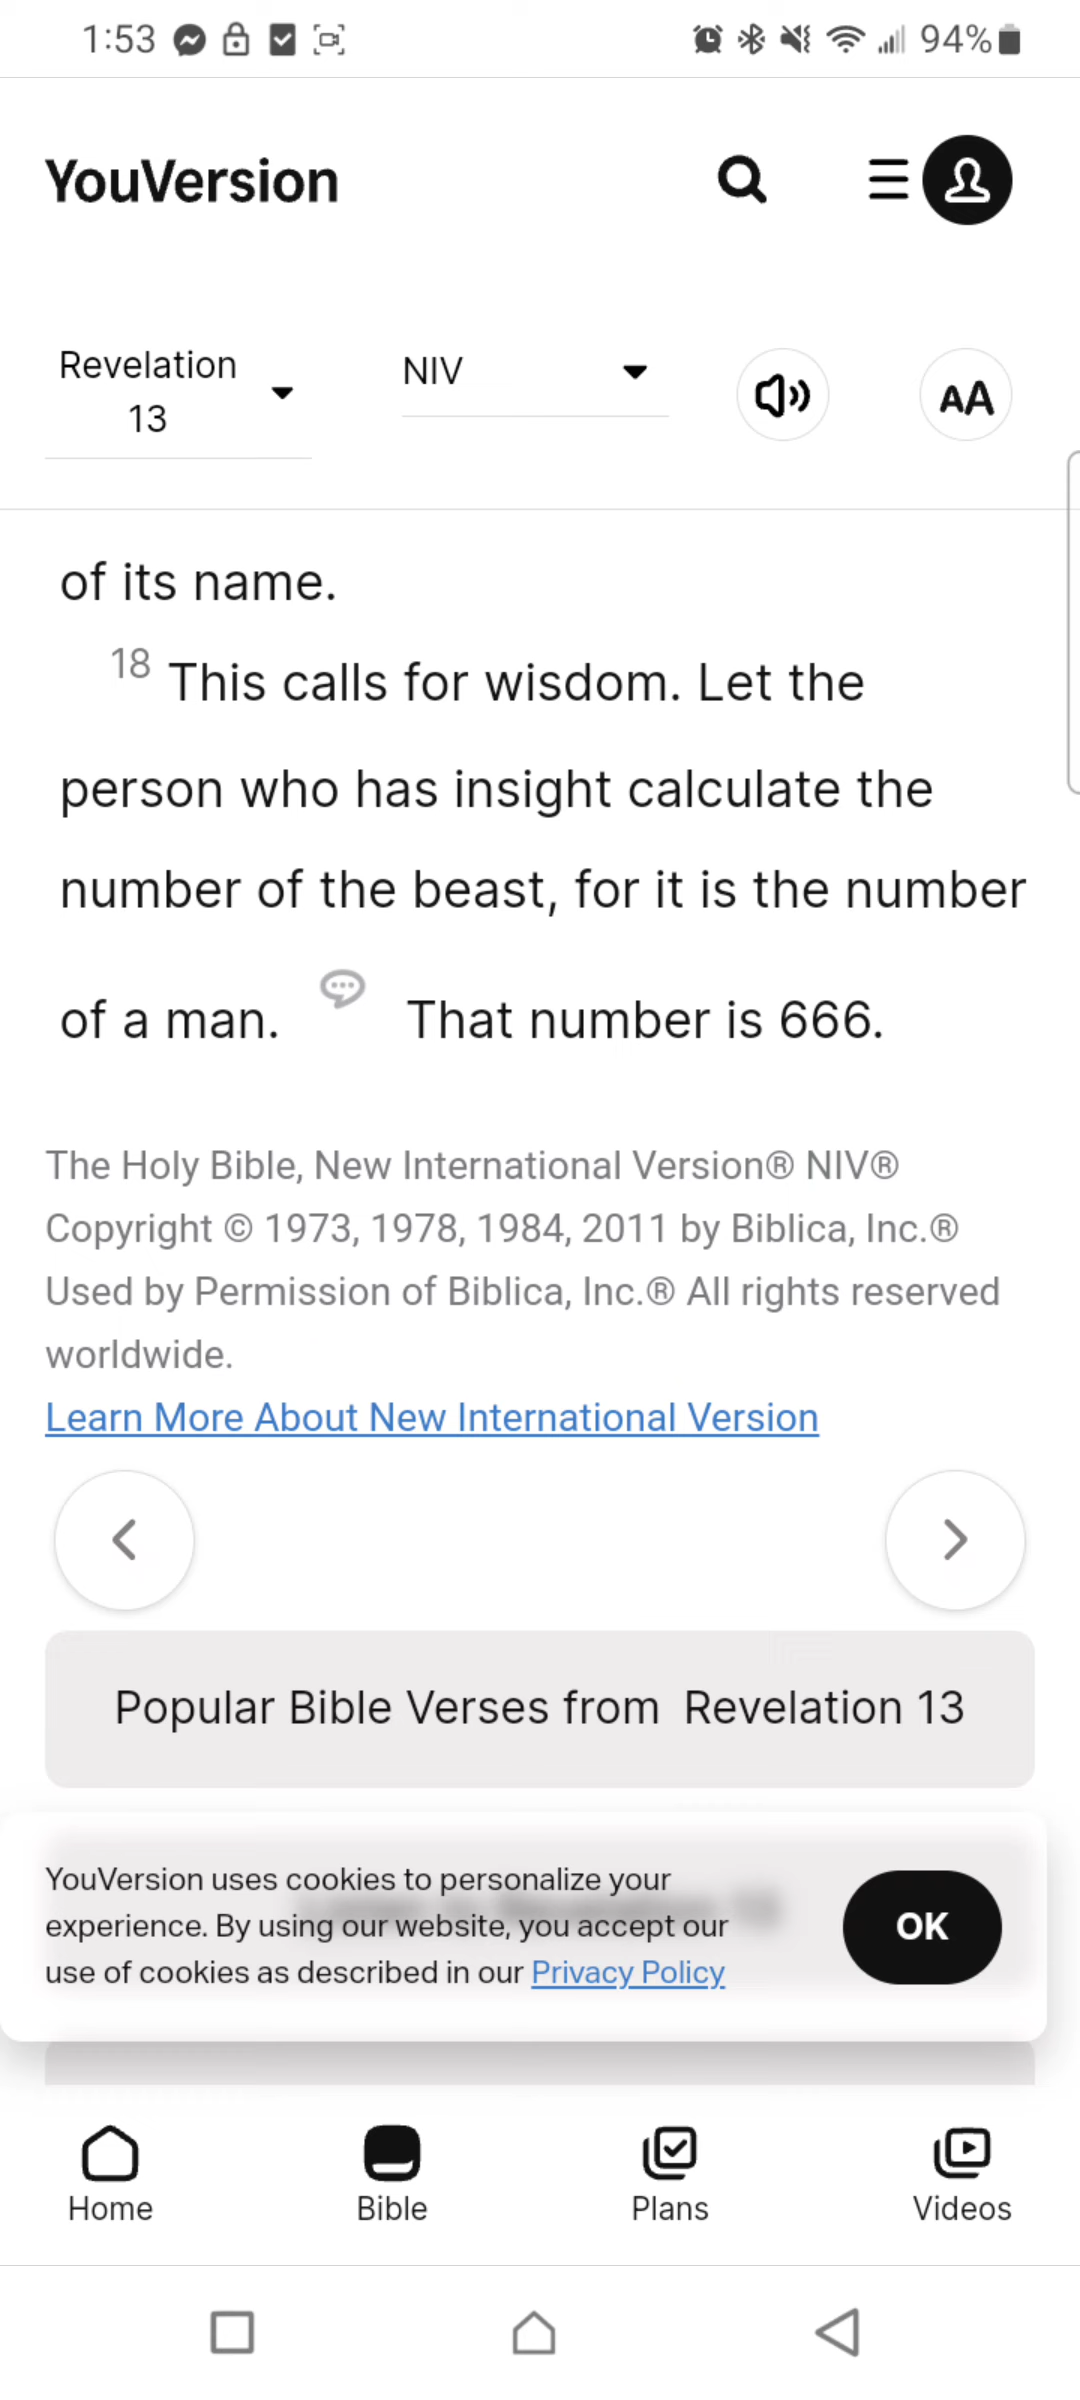 1:53 94%
YouVersion
Revelation
13
NIV
AA
of its name.
18 This calls for wisdom. Let the
person who has insight calculate the
number of the beast, for it is the number
of a man. That number is 666.
The Holy Bible, New International Version® NIV®
Copyright © 1973, 1978, 1984, 2011 by Biblica, Inc.®
Used by Permission of Biblica, Inc.® All rights reserved
worldwide.
Learn More About New International Version
Popular Bible Verses from Revelation 13
YouVersion uses cookies to personalize your
experience. By using our website, you accept our
use of cookies as described in our Privacy Policy
OK
Home Bible Plans Videos